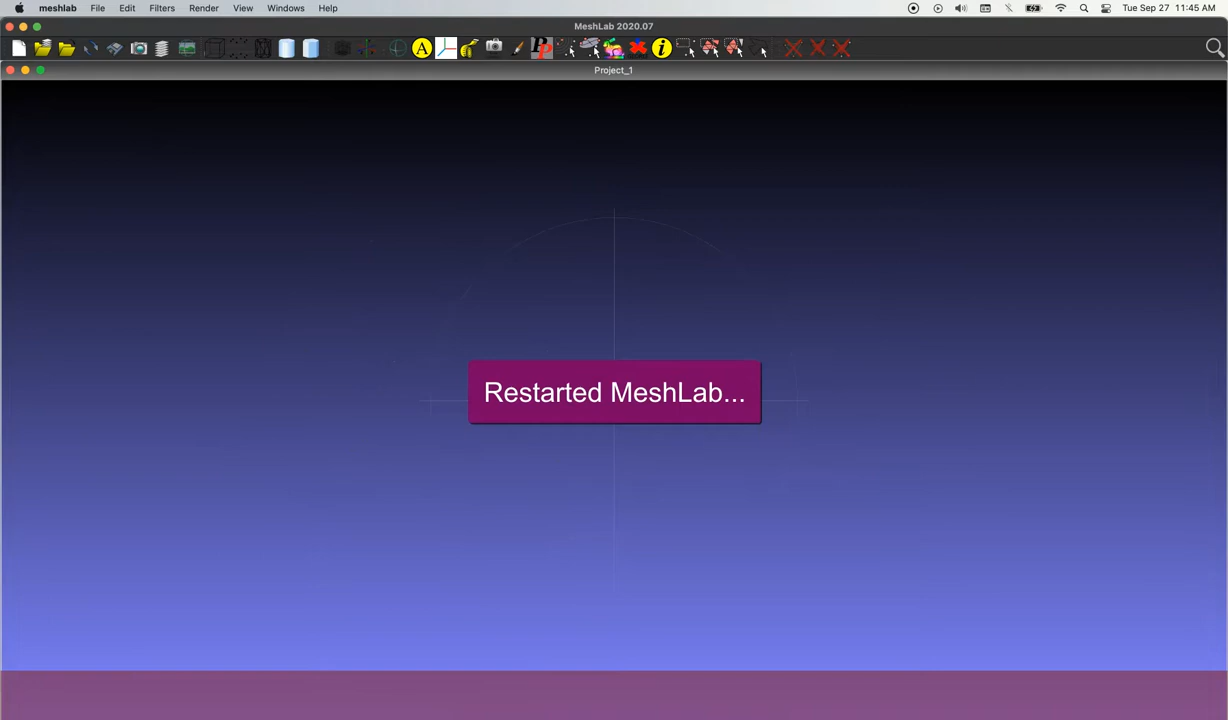 meshlab File Edit Filters Render View Windows Help Tue Sep 27 11:45 AM
MeshLab 2020.07
A PP i
Project_1
Restarted MeshLab...